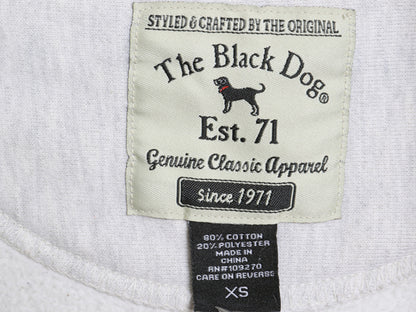 STYLED & CRAFTED BY THE ORIGINAL
The Black Dog®
Est. 71
Genuine Classic Apparel
Since 1971
80% COTTON
20% POLYESTER
MADE IN
CHINA
RN#109270
CARE ON REVERSE
XS